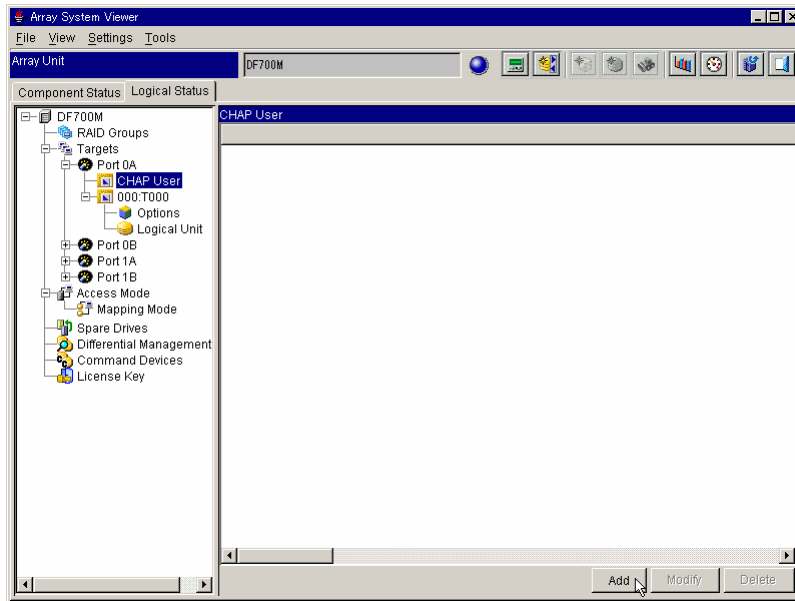 Array System Viewer
File View Settings Tools
Array Unit
DF700M
Component Status
Logical Status
DF700M
RAID Groups
Targets
Port 0A
CHAP User
000:T000
Options
Logical Unit
Port 0B
Port 1A
Port 1B
Access Mode
Mapping Mode
Spare Drives
Differential Management
Command Devices
License Key
CHAP User
Add
Modify
Delete